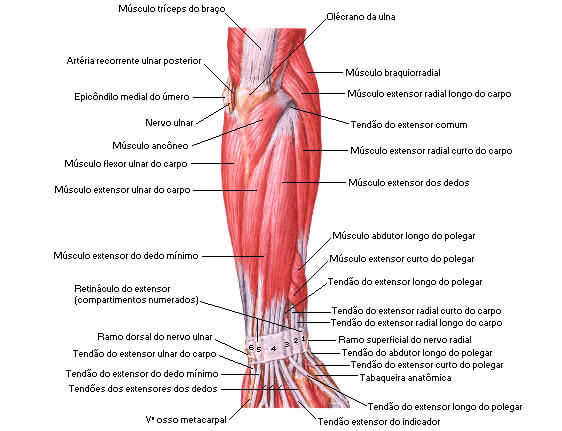 Músculo tríceps do braço
Olécrano da ulna
Artéria recorrente ulnar posterior
Músculo braquiorradial
Epicôndilo medial do úmero
Músculo extensor radial longo do carpo
Nervo ulnar
Tendão do extensor comum
Músculo ancôneo
Músculo extensor radial curto do carpo
Músculo flexor ulnar do carpo
Músculo extensor dos dedos
Músculo extensor ulnar do carpo
Músculo abdutor longo do polegar
Músculo extensor do dedo mínimo
Músculo extensor curto do polegar
Tendão do extensor longo do polegar
Retináculo do extensor
(compartimentos numerados)
Tendão do extensor radial curto do carpo
Tendão do extensor radial longo do carpo
Ramo dorsal do nervo ulnar
6 5 4 3 2 1
Ramo superficial do nervo radial
Tendão do extensor ulnar do carpo
Tendão do abdutor longo do polegar
Tendão do extensor curto do polegar
Tendão do extensor do dedo mínimo
Tabaqueira anatômica
Tendões dos extensores dos dedos
Tendão do extensor longo do polegar
Vº osso metacarpal
Tendão extensor do indicador